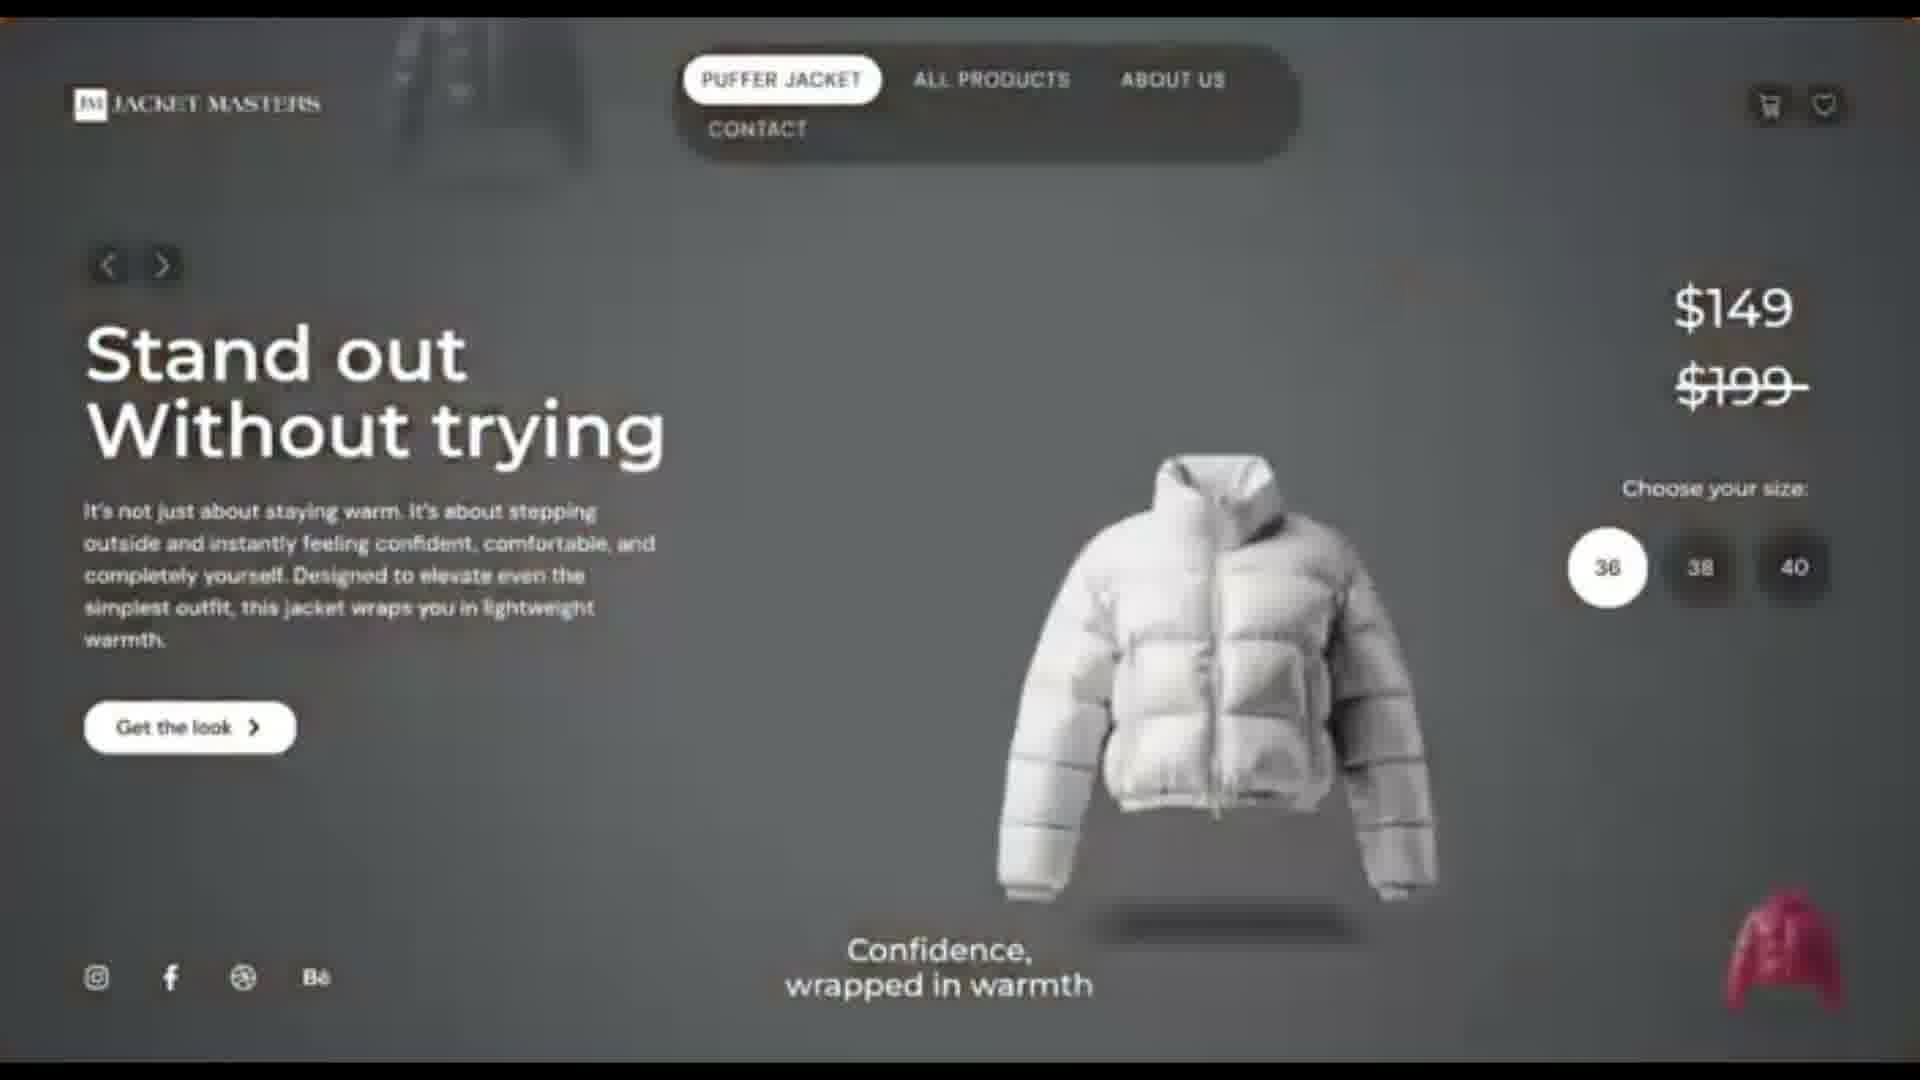 JM JACKET MASTERS
PUFFER JACKET ALL PRODUCTS ABOUT US
CONTACT
Stand out
Without trying
It's not just about staying warm. It's about stepping
outside and instantly feeling confident, comfortable, and
completely yourself. Designed to elevate even the
simplest outfit, this jacket wraps you in lightweight
warmth.
Get the look
$149
$199
Choose your size:
36 38 40
Confidence,
wrapped in warmth
Bē